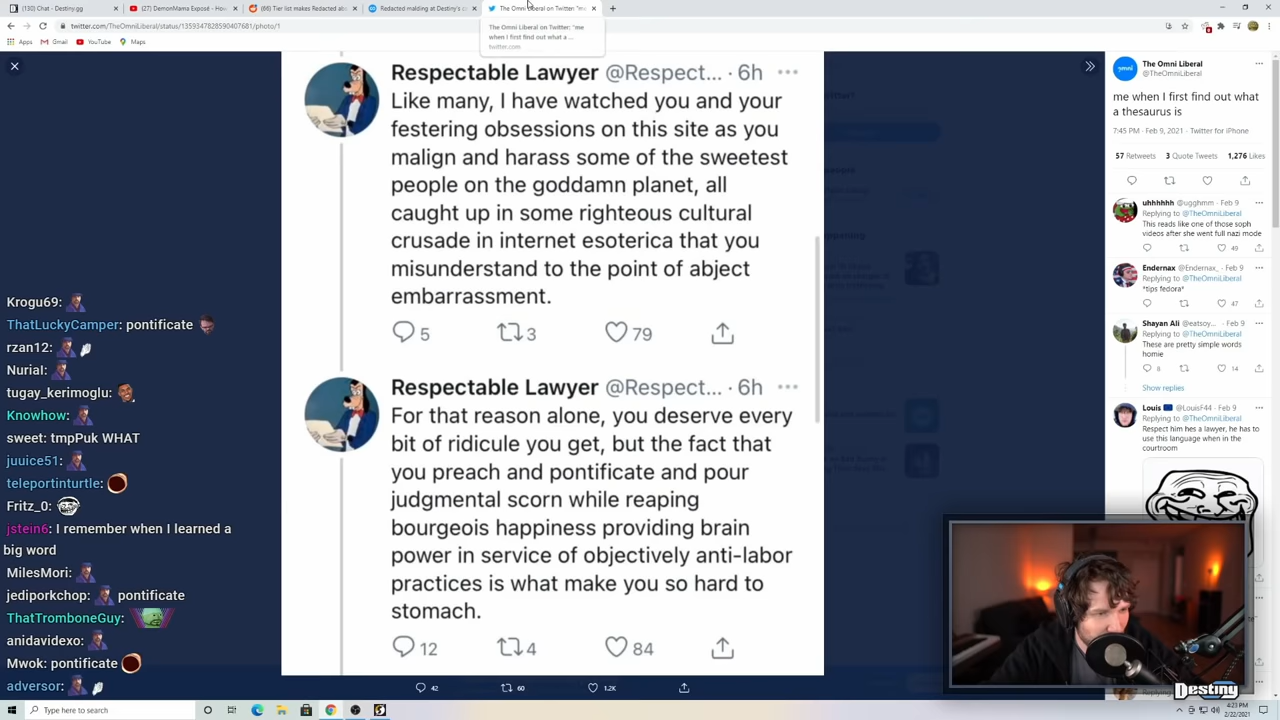 (130) Chat - Destiny.gg
(27) DemonMama Exposé - How
(66) Tier list makes Redacted abo
Redacted malding at Destiny's c
The Omni Liberal on Twitter: "me
twitter.com/TheOmniLiberal/status/1359347828590407681/photo/1
The Omni Liberal on Twitter: "me
when I first find out what a ...
twitter.com
Apps
Gmail
YouTube
Maps
Respectable Lawyer @Respect... · 6h
Like many, I have watched you and your
festering obsessions on this site as you
malign and harass some of the sweetest
people on the goddamn planet, all
caught up in some righteous cultural
crusade in internet esoterica that you
misunderstand to the point of abject
embarrassment.
5 3 79
Respectable Lawyer @Respect... · 6h
For that reason alone, you deserve every
bit of ridicule you get, but the fact that
you preach and pontificate and pour
judgmental scorn while reaping
bourgeois happiness providing brain
power in service of objectively anti-labor
practices is what make you so hard to
stomach.
12 4 84
42 60 1.2K
Krogu69:
ThatLuckyCamper: pontificate
rzan12:
Nurial:
tugay_kerimoglu:
Knowhow:
sweet: tmpPuk WHAT
juuice51:
teleportinturtle:
Fritz_0:
jstein6: I remember when I learned a
big word
MilesMori:
jediporkchop: pontificate
ThatTromboneGuy:
anidavidexo:
Mwok: pontificate
adversor:
omni
The Omni Liberal
@TheOmniLiberal
me when I first find out what
a thesaurus is
7:45 PM · Feb 9, 2021 · Twitter for iPhone
57 Retweets 3 Quote Tweets 1,276 Likes
uhhhhhh @ugghmm · Feb 9
Replying to @TheOmniLiberal
This reads like one of those soph
videos after she went full nazi mode
49
Endernax @Endernax_ · Feb 9
Replying to @TheOmniLiberal
*tips fedora*
47
Shayan Ali @eatsoy... · Feb 9
Replying to @TheOmniLiberal
These are pretty simple words
homie
8 14
Show replies
Louis @LouisF44 · Feb 9
Replying to @TheOmniLiberal
Respect him hes a lawyer, he has to
use this language when in the
courtroom
Destiny
Type here to search
4:23 PM
2/22/2021